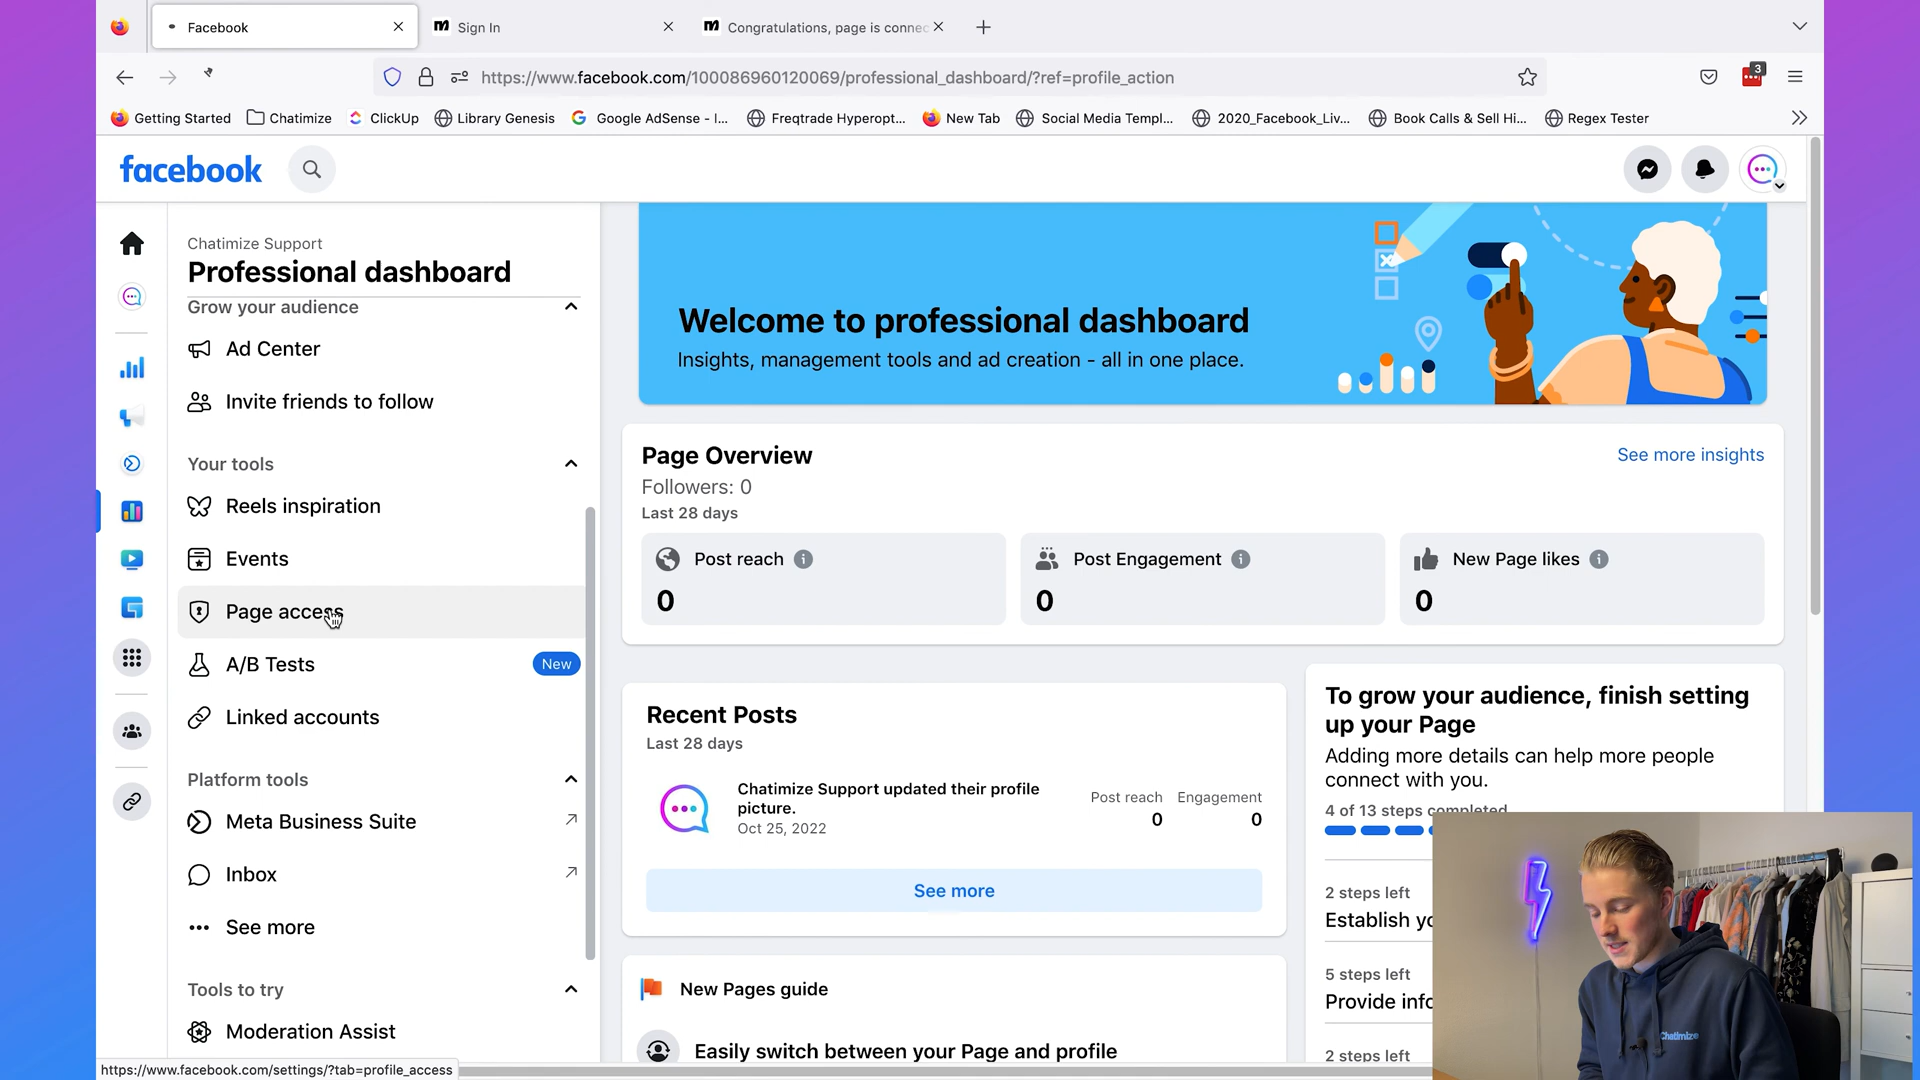 Facebook
Sign In
Congratulations, page is connec
https://www.facebook.com/100086960120069/professional_dashboard/?ref=profile_action
3
Getting Started
Chatimize
ClickUp
Library Genesis
Google AdSense - I...
Freqtrade Hyperopt...
New Tab
Social Media Templ...
2020_Facebook_Liv...
Book Calls & Sell Hi...
Regex Tester
facebook
Chatimize Support
Professional dashboard
Grow your audience
Ad Center
Invite friends to follow
Your tools
Reels inspiration
Events
Page access
A/B Tests
New
Linked accounts
Platform tools
Meta Business Suite
Inbox
See more
Tools to try
Moderation Assist
https://www.facebook.com/settings/?tab=profile_access
Welcome to professional dashboard
Insights, management tools and ad creation - all in one place.
Page Overview
See more insights
Followers: 0
Last 28 days
Post reach
0
Post Engagement
0
New Page likes
0
Recent Posts
Last 28 days
Chatimize Support updated their profile
picture.
Oct 25, 2022
Post reach
0
Engagement
0
See more
New Pages guide
Easily switch between your Page and profile
To grow your audience, finish setting
up your Page
Adding more details can help more people
connect with you.
4 of 13 steps completed
2 steps left
Establish yo
5 steps left
Provide info
2 steps left
Chatimize